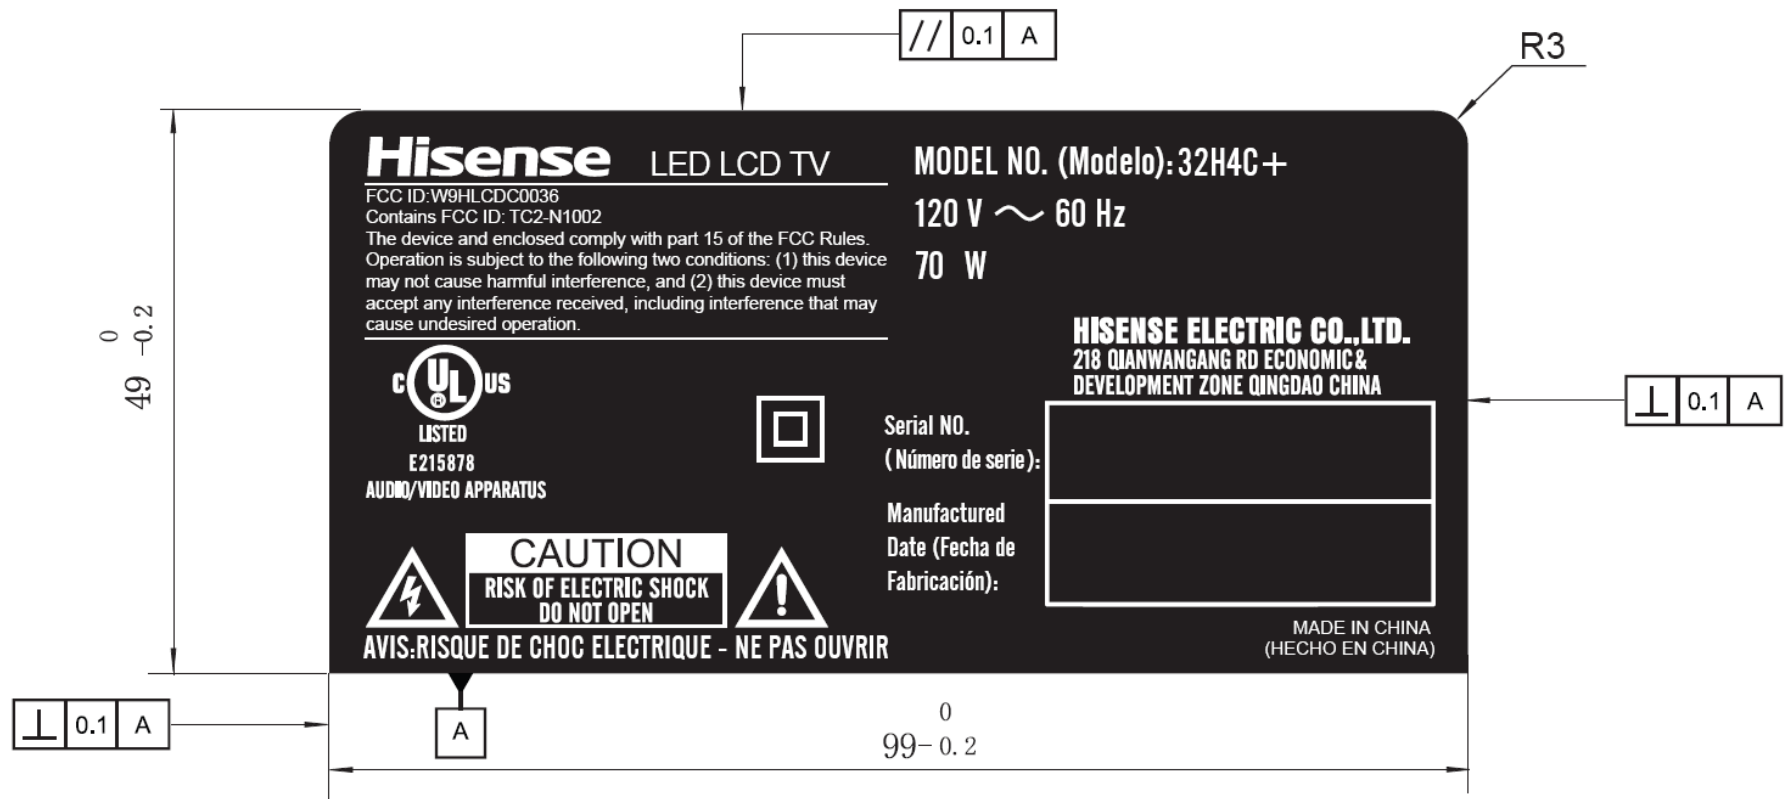 // 0.1 A
R3
Hisense LED LCD TV
FCC ID:W9HLCDC0036
Contains FCC ID: TC2-N1002
The device and enclosed comply with part 15 of the FCC Rules.
Operation is subject to the following two conditions: (1) this device
may not cause harmful interference, and (2) this device must
accept any interference received, including interference that may
cause undesired operation.
MODEL NO. (Modelo): 32H4C+
120 V ～ 60 Hz
70 W
0
49 -0.2
HISENSE ELECTRIC CO.,LTD.
218 QIANWANGANG RD ECONOMIC &
DEVELOPMENT ZONE QINGDAO CHINA
C UL ® US
LISTED
E215878
AUDIO/VIDEO APPARATUS
⊥ 0.1 A
Serial NO.
(Número de serie):
Manufactured
Date (Fecha de
Fabricación):
CAUTION
RISK OF ELECTRIC SHOCK
DO NOT OPEN
AVIS:RISQUE DE CHOC ELECTRIQUE - NE PAS OUVRIR
MADE IN CHINA
(HECHO EN CHINA)
⊥ 0.1 A
A
0
99-0.2